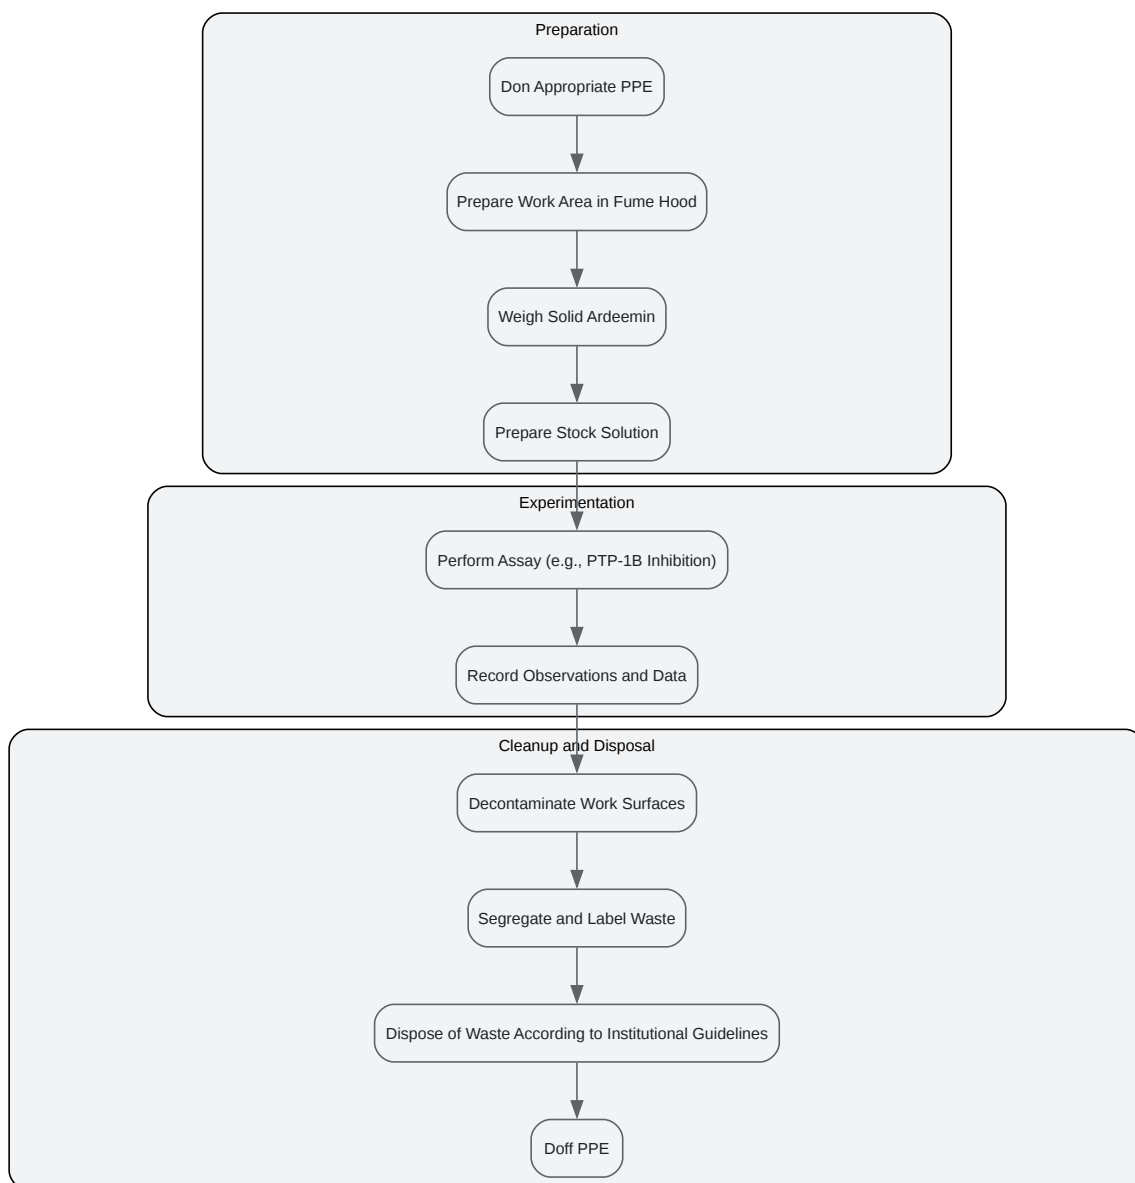 Preparation
Don Appropriate PPE
Prepare Work Area in Fume Hood
Weigh Solid Ardeemin
Prepare Stock Solution
Experimentation
Perform Assay (e.g., PTP-1B Inhibition)
Record Observations and Data
Cleanup and Disposal
Decontaminate Work Surfaces
Segregate and Label Waste
Dispose of Waste According to Institutional Guidelines
Doff PPE